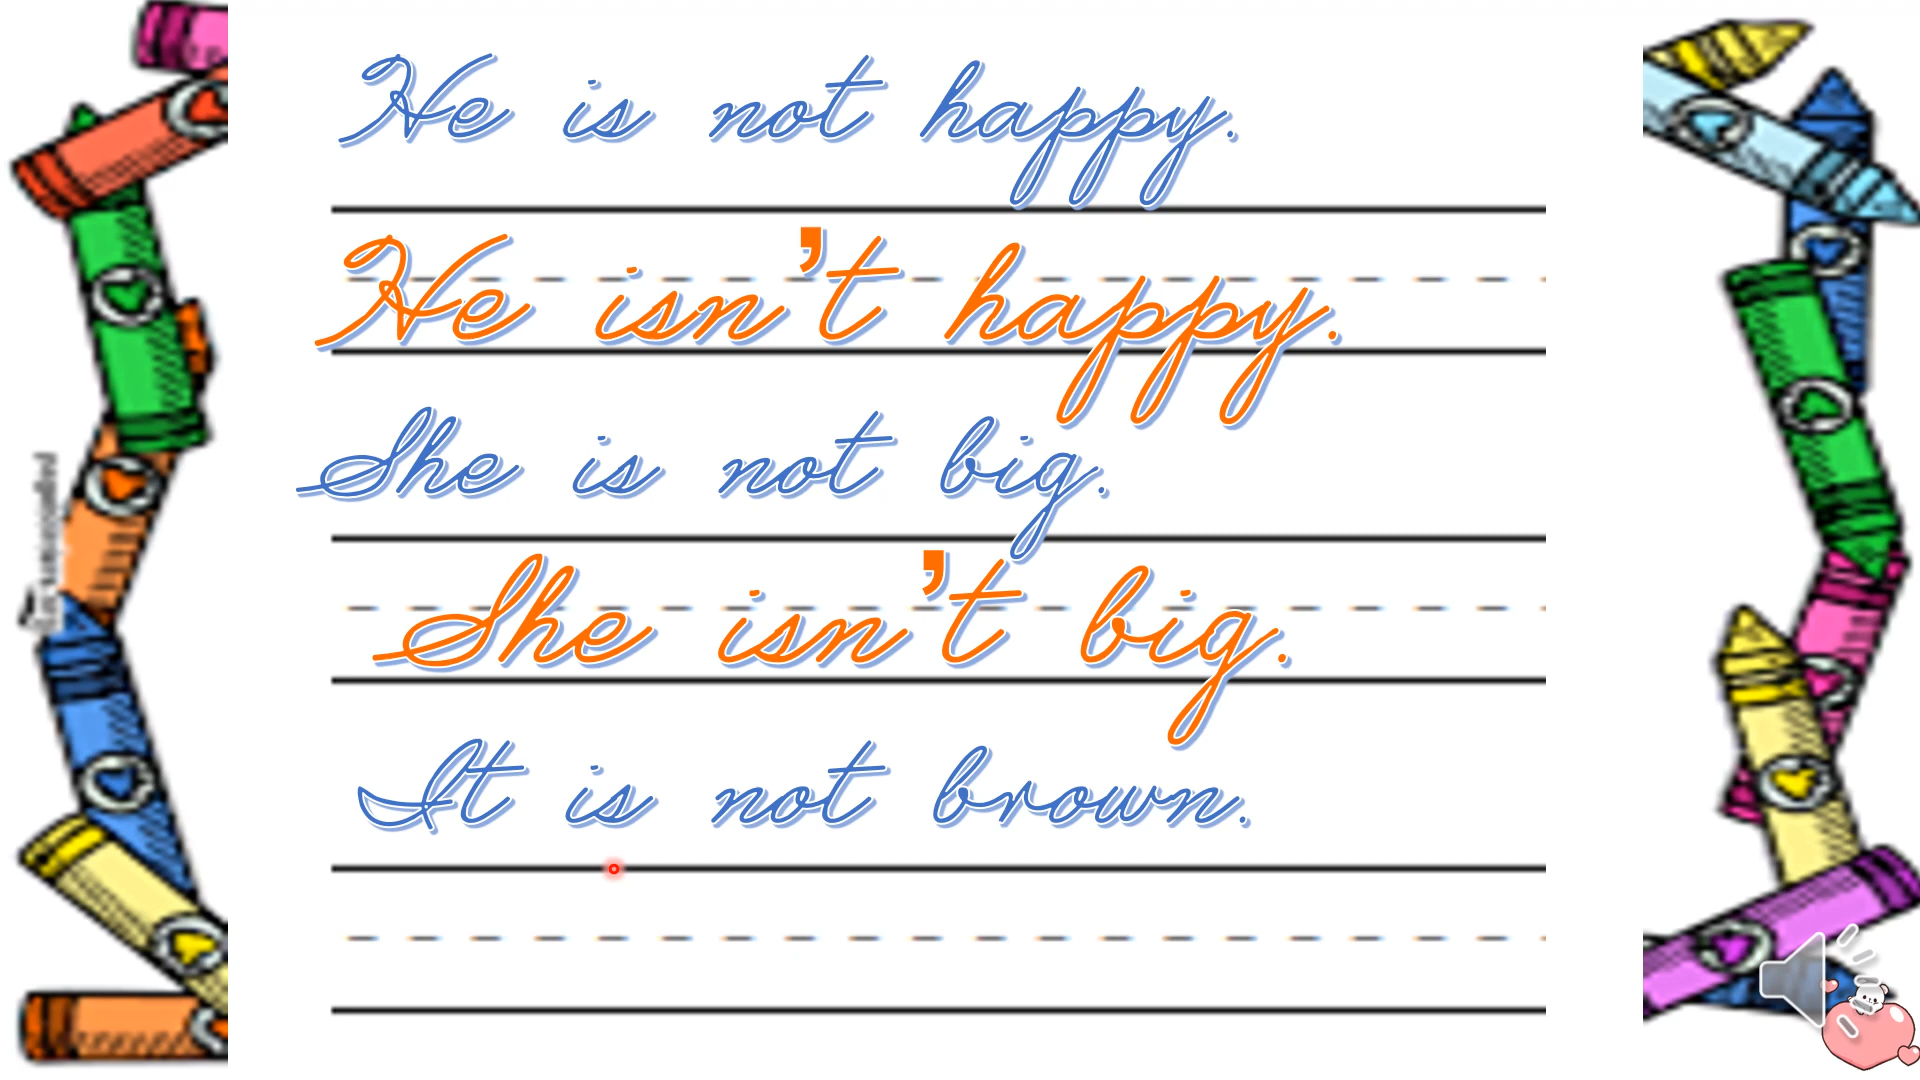 He is not happy.
He isn't happy.
She is not big.
She isn't big.
It is not brown.